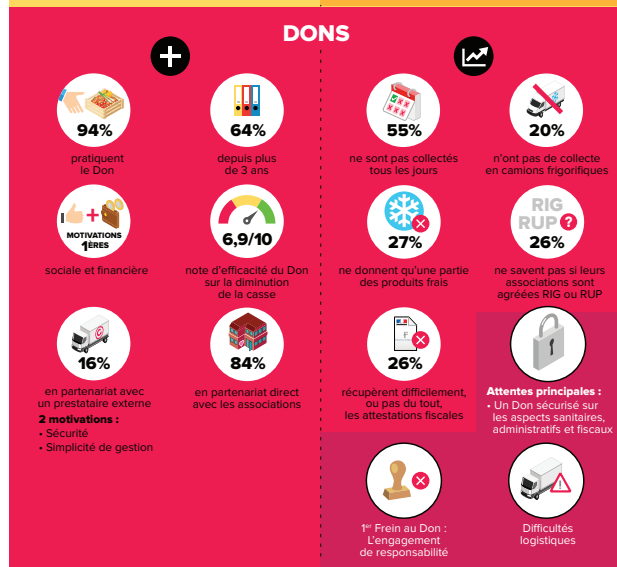 DONS
94%
pratiquent
le Don
64%
depuis plus
de 3 ans
MOTIVATIONS
1ÈRES
sociale et financière
6,9/10
note d'efficacité du Don
sur la diminution
de la casse
16%
en partenariat avec
un prestataire externe
2 motivations :
• Sécurité
• Simplicité de gestion
84%
en partenariat direct
avec les associations
55%
ne sont pas collectés
tous les jours
20%
n'ont pas de collecte
en camions frigorifiques
27%
ne donnent qu'une partie
des produits frais
RIG
RUP ?
26%
ne savent pas si leurs
associations sont
agréées RIG ou RUP
F
26%
récupèrent difficilement,
ou pas du tout,
les attestations fiscales
Attentes principales :
• Un Don sécurisé sur
les aspects sanitaires,
administratifs et fiscaux
1er Frein au Don :
L'engagement
de responsabilité
Difficultés
logistiques